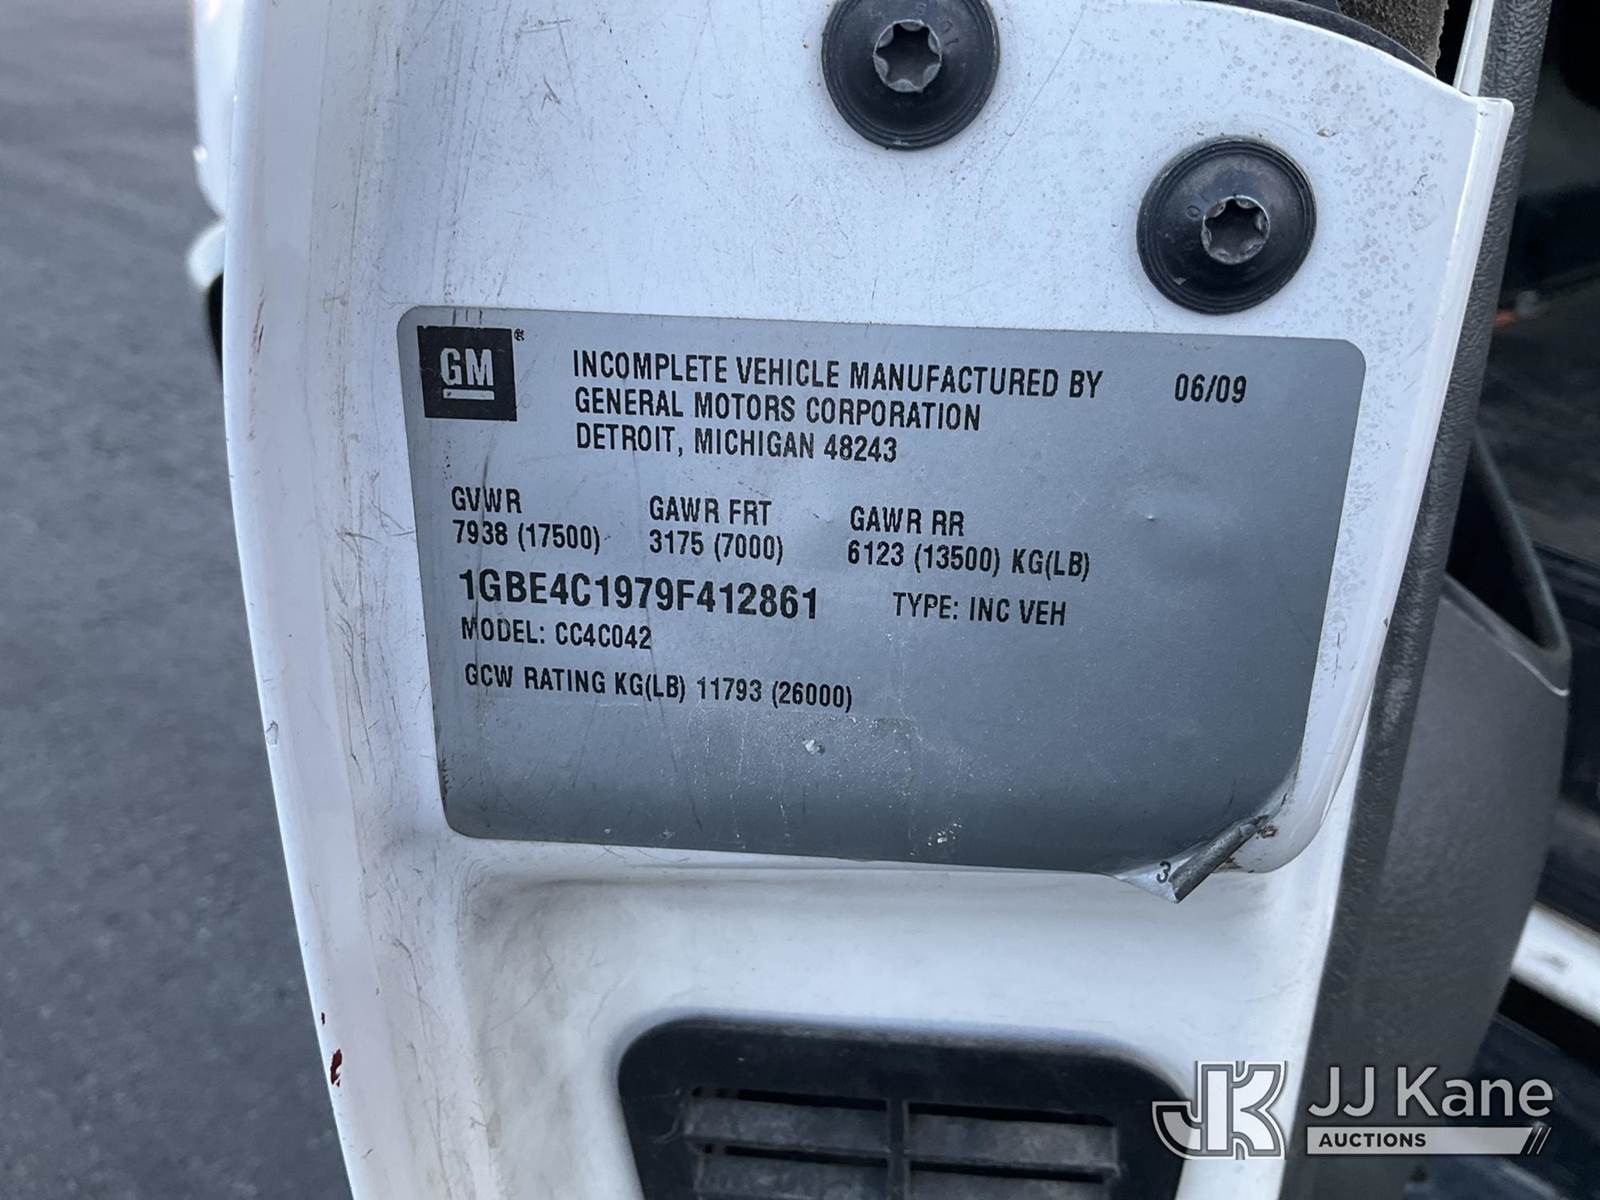 GM®
INCOMPLETE VEHICLE MANUFACTURED BY 06/09
GENERAL MOTORS CORPORATION
DETROIT, MICHIGAN 48243
GVWR GAWR FRT GAWR RR
7938 (17500) 3175 (7000) 6123 (13500) KG(LB)
1GBE4C1979F412861 TYPE: INC VEH
MODEL: CC4C042
GCW RATING KG(LB) 11793 (26000)
3
JK JJ Kane
AUCTIONS